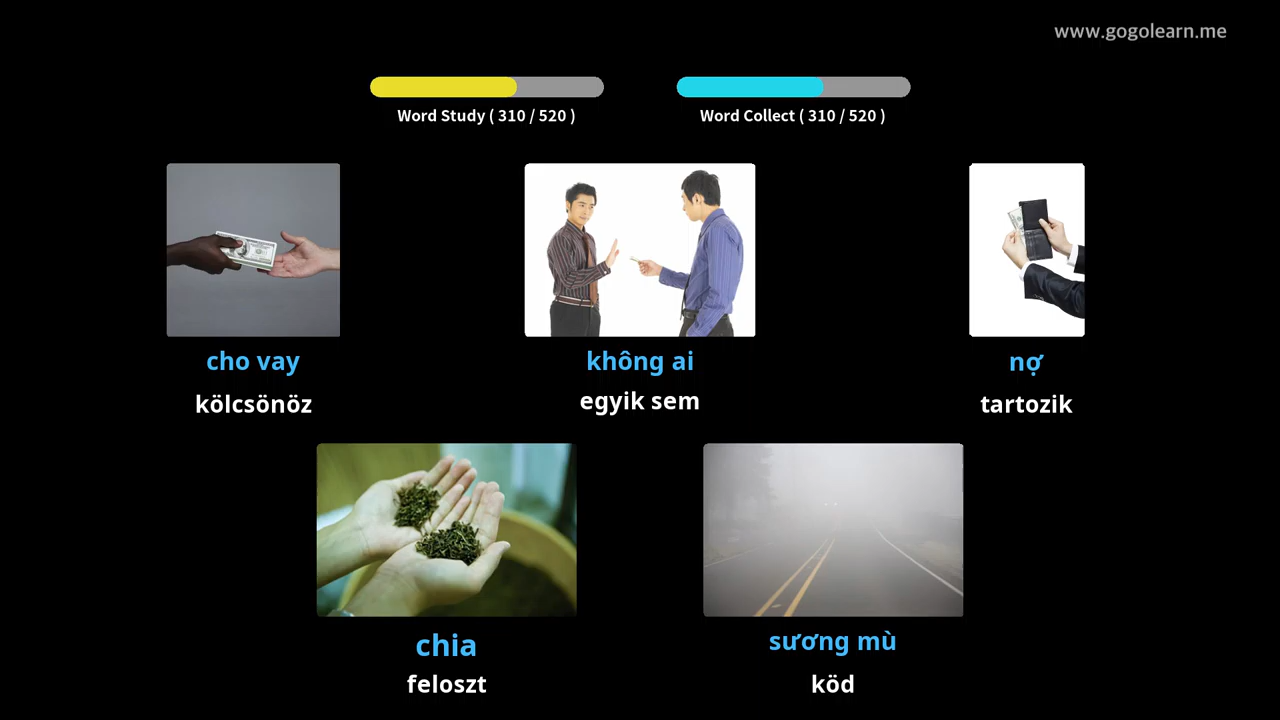 www.gogolearn.me
Word Study ( 310 / 520 )
Word Collect ( 310 / 520 )
cho vay
kölcsönöz
không ai
egyik sem
nợ
tartozik
chia
feloszt
sương mù
köd